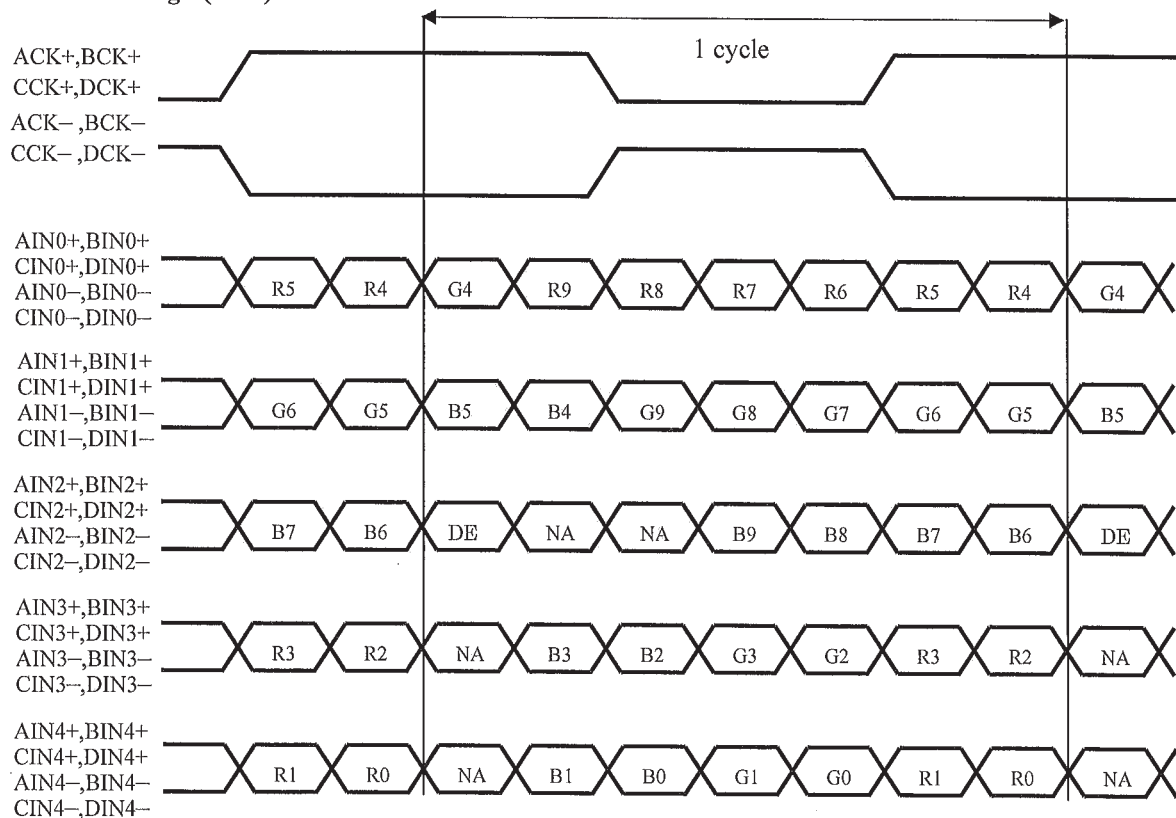 1 cycle
ACK+,BCK+
CCK+,DCK+
ACK−,BCK−
CCK−,DCK−
AIN0+,BIN0+
CIN0+,DIN0+
AIN0−,BIN0−
CIN0−,DIN0−
R5 R4 G4 R9 R8 R7 R6 R5 R4 G4
AIN1+,BIN1+
CIN1+,DIN1+
AIN1−,BIN1−
CIN1−,DIN1−
G6 G5 B5 B4 G9 G8 G7 G6 G5 B5
AIN2+,BIN2+
CIN2+,DIN2+
AIN2−,BIN2−
CIN2−,DIN2−
B7 B6 DE NA NA B9 B8 B7 B6 DE
AIN3+,BIN3+
CIN3+,DIN3+
AIN3−,BIN3−
CIN3−,DIN3−
R3 R2 NA B3 B2 G3 G2 R3 R2 NA
AIN4+,BIN4+
CIN4+,DIN4+
AIN4−,BIN4−
CIN4−,DIN4−
R1 R0 NA B1 B0 G1 G0 R1 R0 NA